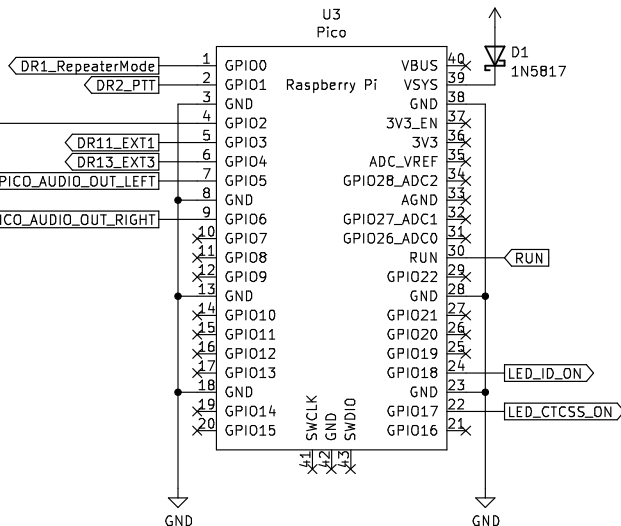 U3
Pico
D1
1N5817
Raspberry Pi
DR1_RepeaterMode 1 GPIO0
DR2_PTT 2 GPIO1
3 GND
4 GPIO2
DR11_EXT1 5 GPIO3
DR13_EXT3 6 GPIO4
PICO_AUDIO_OUT_LEFT 7 GPIO5
8 GND
ICO_AUDIO_OUT_RIGHT 9 GPIO6
10 GPIO7
11 GPIO8
12 GPIO9
13 GND
14 GPIO10
15 GPIO11
16 GPIO12
17 GPIO13
18 GND
19 GPIO14
20 GPIO15
VBUS 40
VSYS 39
GND 38
3V3_EN 37
3V3 36
ADC_VREF 35
GPIO28_ADC2 34
AGND 33
GPIO27_ADC1 32
GPIO26_ADC0 31
RUN 30 RUN
GPIO22 29
GND 28
GPIO21 27
GPIO20 26
GPIO19 25
GPIO18 24 LED_ID_ON
GND 23
GPIO17 22 LED_CTCSS_ON
GPIO16 21
SWCLK 41
GND 42
SWDIO 43
GND
GND